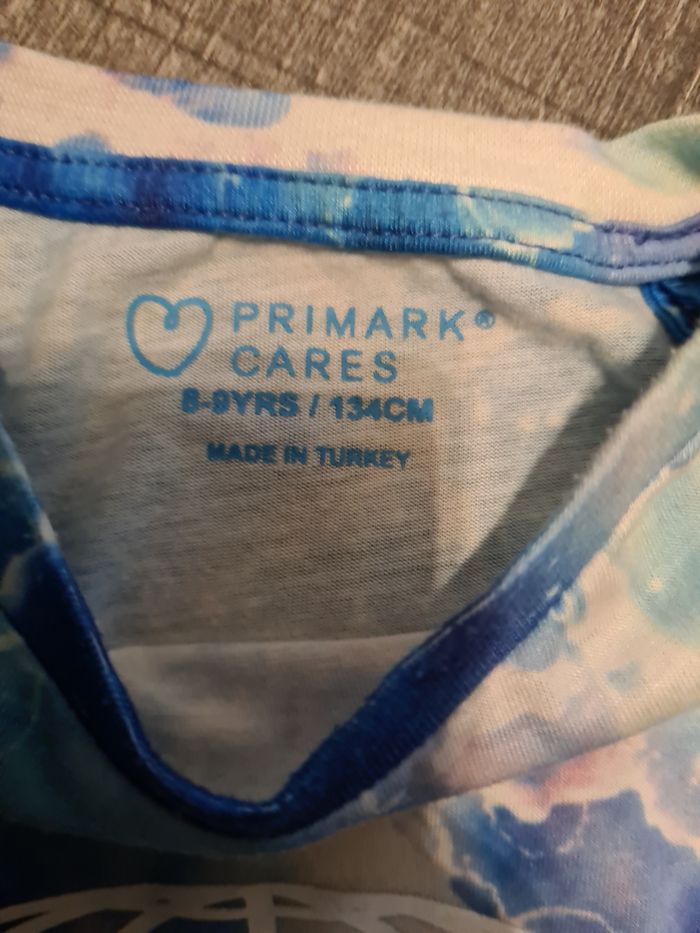 PRIMARK®
CARES
8-9YRS / 134CM
MADE IN TURKEY